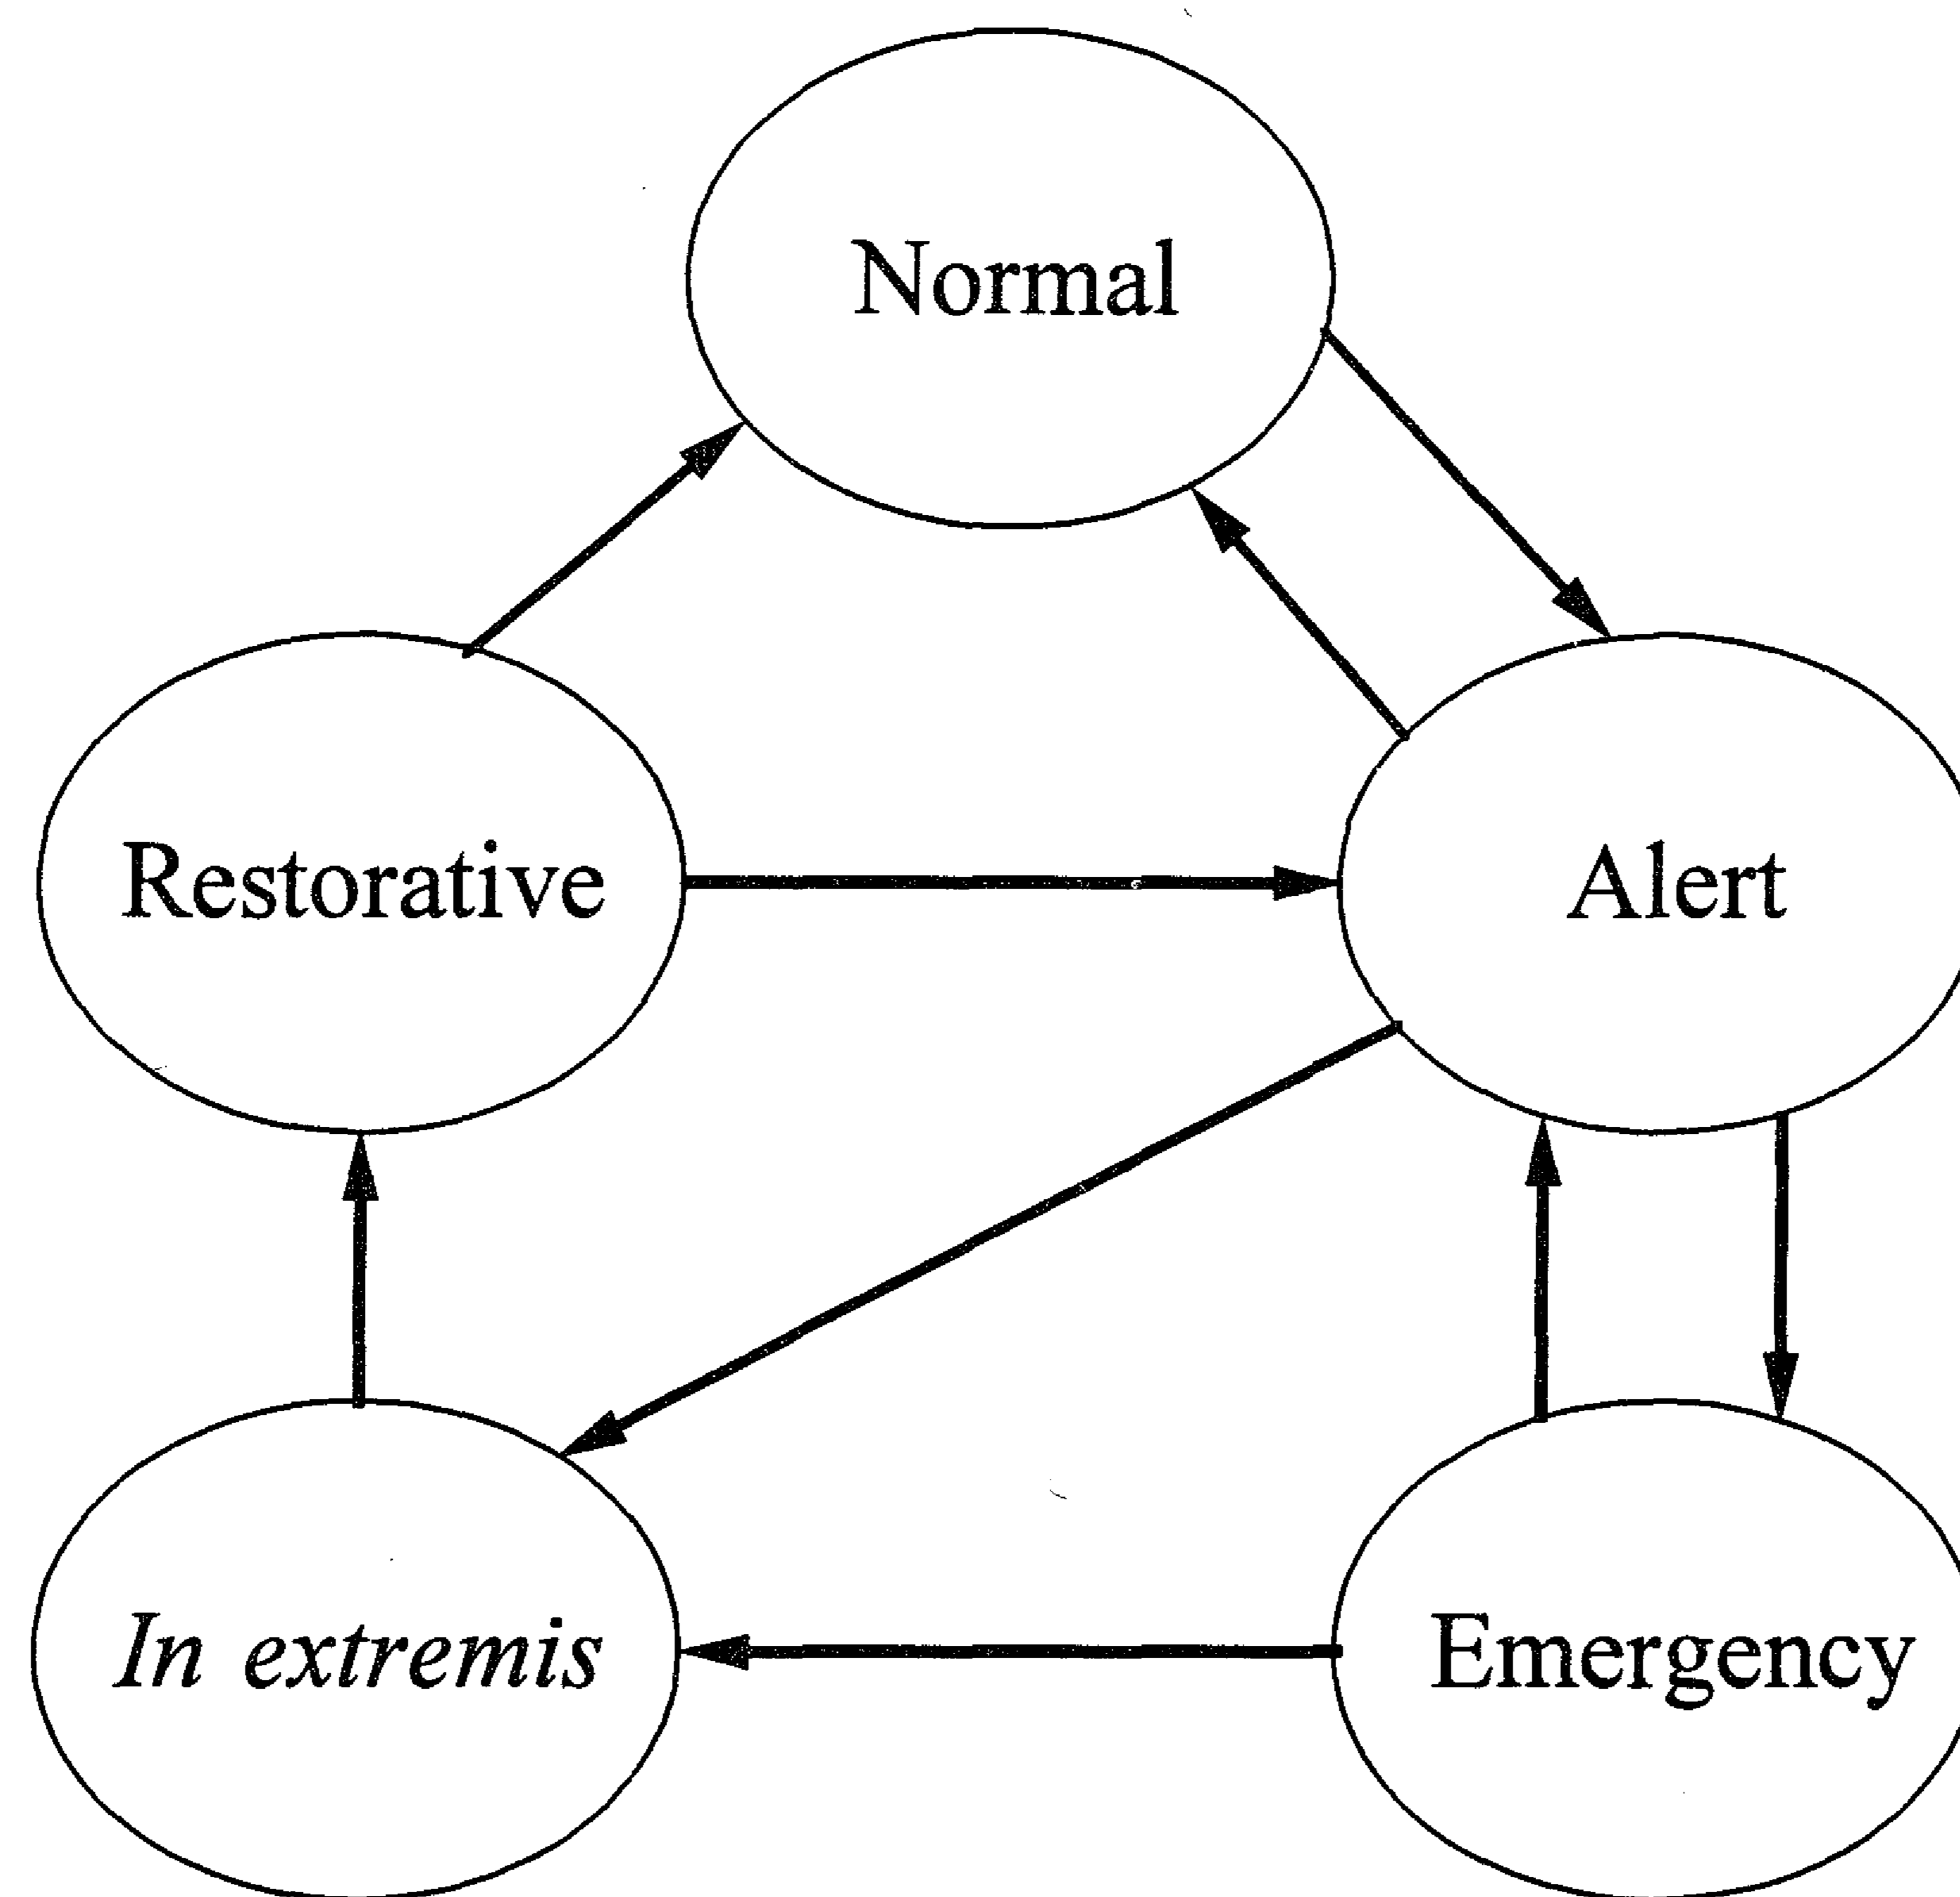 Normal
Restorative
Alert
In extremis
Emergency